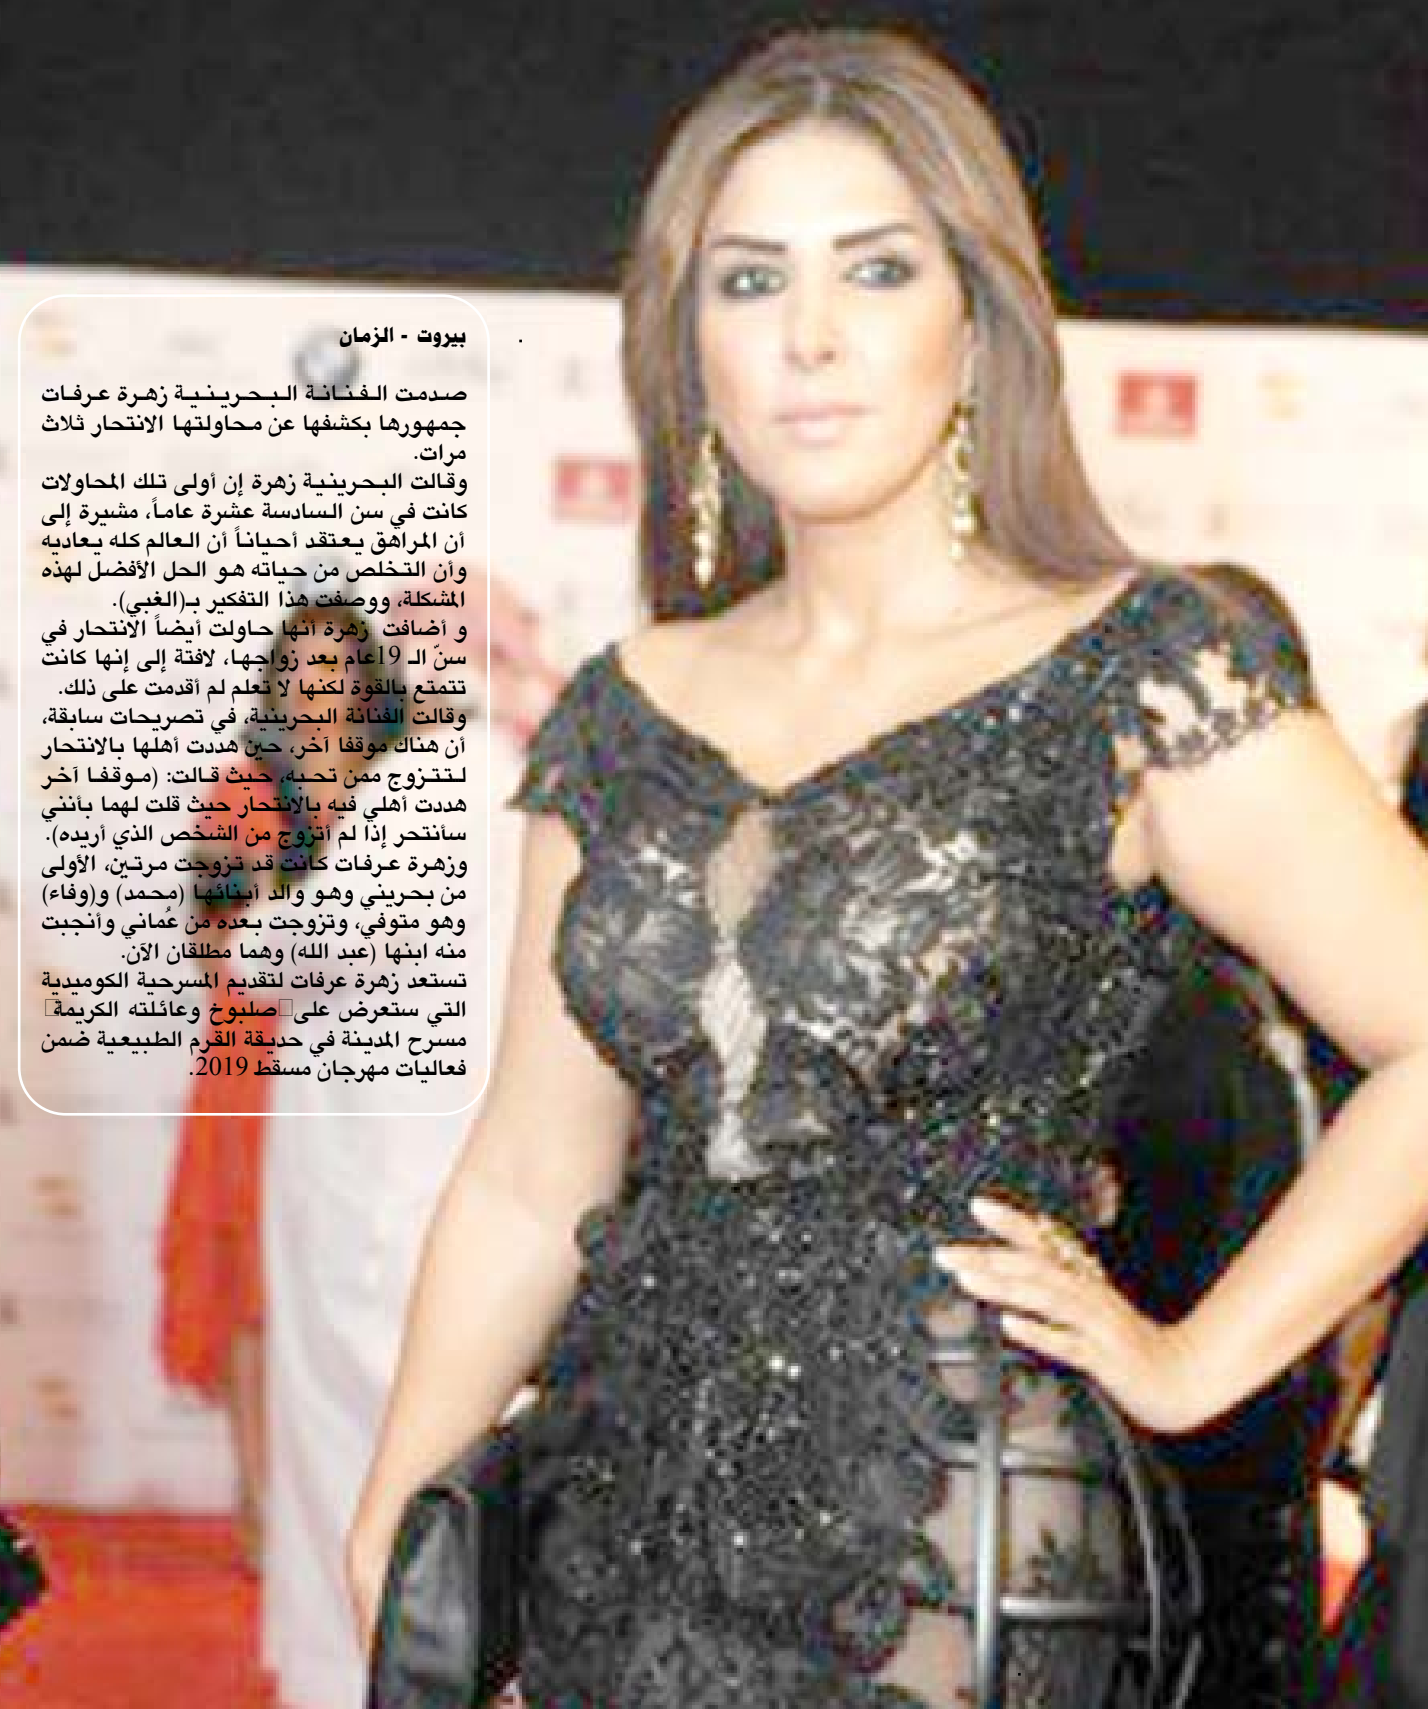 بيروت - الزمان
صدمت الفنانة البحرينية زهرة عرفات
جمهورها بكشفها عن محاولتها الانتحار ثلاث
مرات.
وقالت البحرينية زهرة إن أولى تلك المحاولات
كانت في سن السادسة عشرة عاماً، مشيرة إلى
أن المراهق يعتقد أحياناً أن العالم كله يعاديه
وأن التخلص من حياته هو الحل الأفضل لهذه
المشكلة، ووصفت هذا التفكير بـ(الغبي).
و أضافت زهرة أنها حاولت أيضاً الانتحار في
سنّ الـ 19عام بعد زواجها، لافتة إلى إنها كانت
تتمتع بالقوة لكنها لا تعلم لم أقدمت على ذلك.
وقالت الفنانة البحرينية، في تصريحات سابقة،
أن هناك موقفا آخر، حين هددت أهلها بالانتحار
لتتزوج ممن تحبه، حيث قالت: (موقفا آخر
هددت أهلي فيه بالانتحار حيث قلت لهما بأنني
سأنتحر إذا لم أتزوج من الشخص الذي أريده).
وزهرة عرفات كانت قد تزوجت مرتين، الأولى
من بحريني وهو والد أبنائها (محمد) و(وفاء)
وهو متوفي، وتزوجت بعده من عُماني وأنجبت
منه ابنها (عبد الله) وهما مطلقان الآن.
تستعد زهرة عرفات لتقديم المسرحية الكوميدية
التي ستعرض على صلبوخ وعائلته الكريمة
مسرح المدينة في حديقة القرم الطبيعية ضمن
فعاليات مهرجان مسقط 2019.